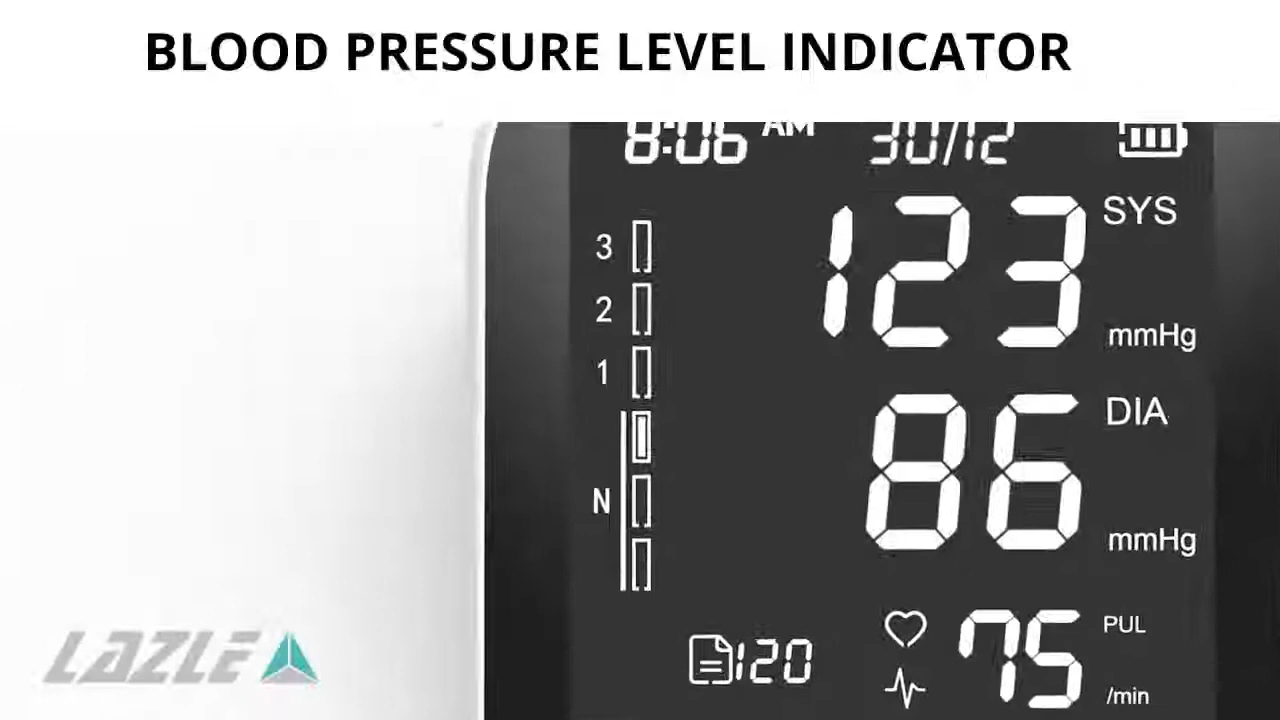 BLOOD PRESSURE LEVEL INDICATOR
8:06 AM 30/12
123 SYS
mmHg
3
2
1
N
86 DIA
mmHg
120
75 PUL
/min
LAZLE